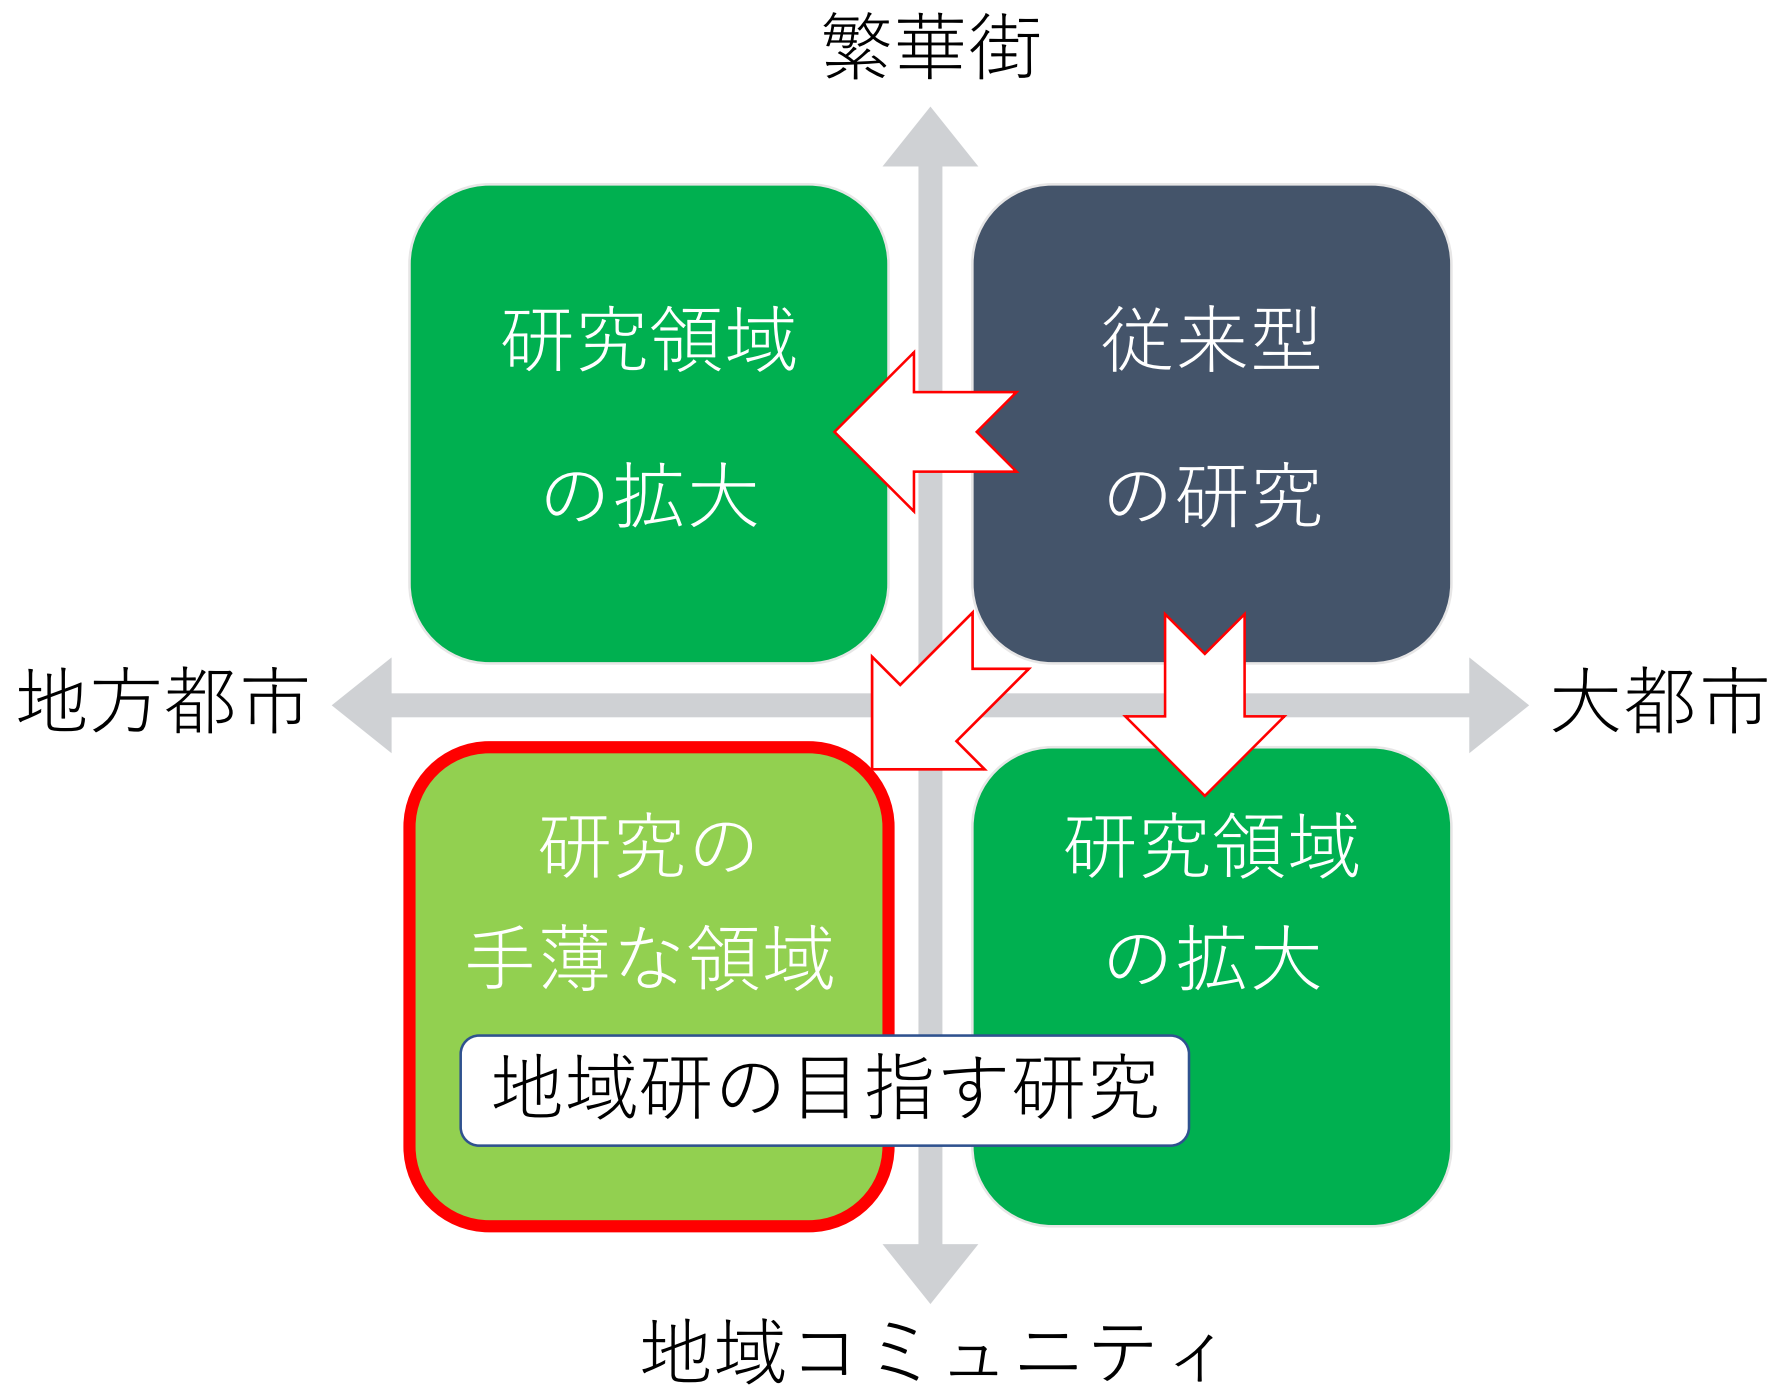 繁華街
研究領域
の拡大
従来型
の研究
地方都市
大都市
研究の
手薄な領域
研究領域
の拡大
地域研の目指す研究
地域コミュニティ